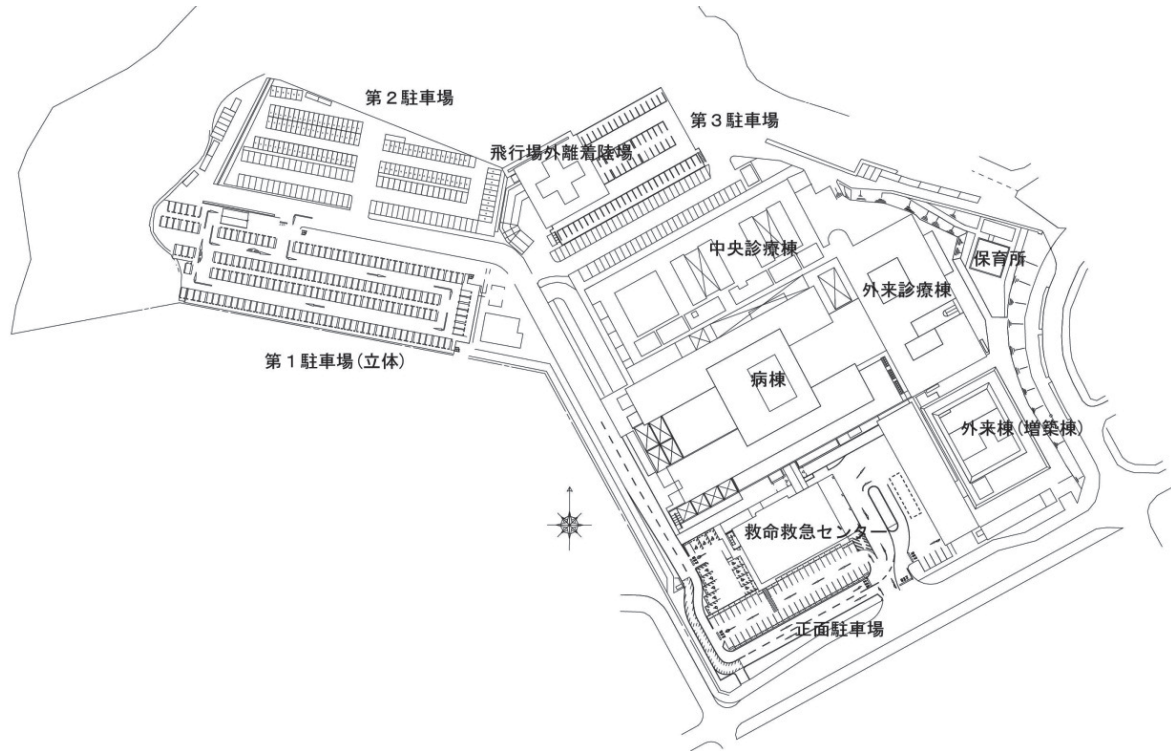 第２駐車場
第３駐車場
飛行場外離着陸場
中央診療棟
保育所
外来診療棟
第１駐車場(立体)
病棟
外来棟(増築棟)
救命救急センター
正面駐車場